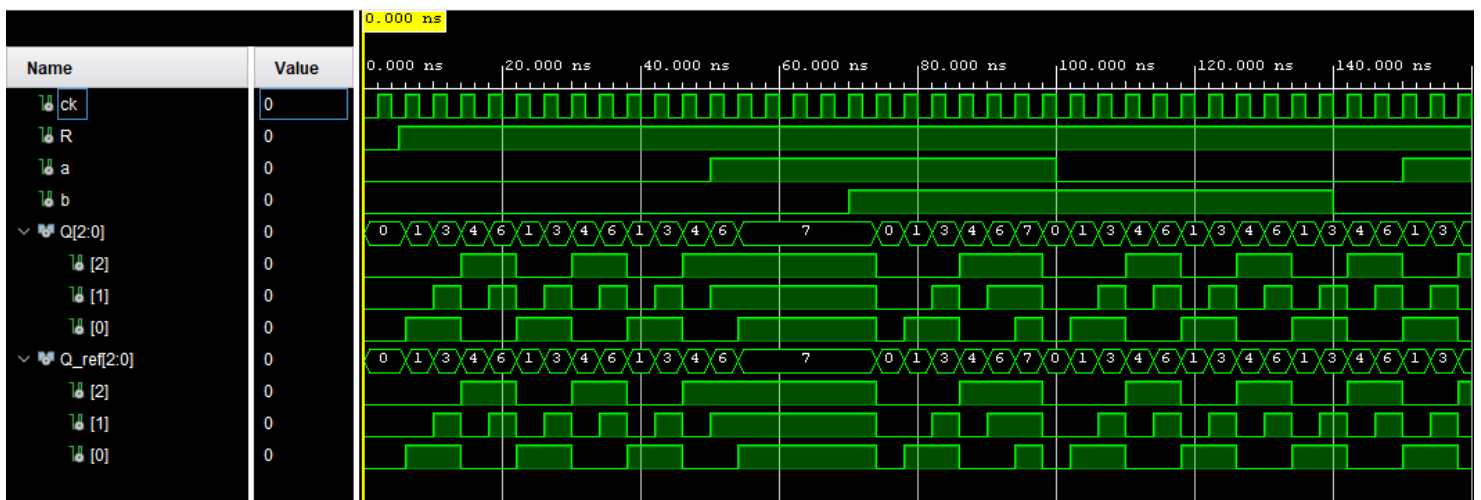 0.000 ns
Name Value 0.000 ns 20.000 ns 40.000 ns 60.000 ns 80.000 ns 100.000 ns 120.000 ns 140.000 ns
ck 0
R 0
a 0
b 0
Q[2:0] 0 0 1 3 4 6 1 3 4 6 1 3 4 6 7 0 1 3 4 6 7 0 1 3 4 6 1 3 4 6 1 3 4 6 1 3
[2] 0
[1] 0
[0] 0
Q_ref[2:0] 0 0 1 3 4 6 1 3 4 6 1 3 4 6 7 0 1 3 4 6 7 0 1 3 4 6 1 3 4 6 1 3 4 6 1 3
[2] 0
[1] 0
[0] 0